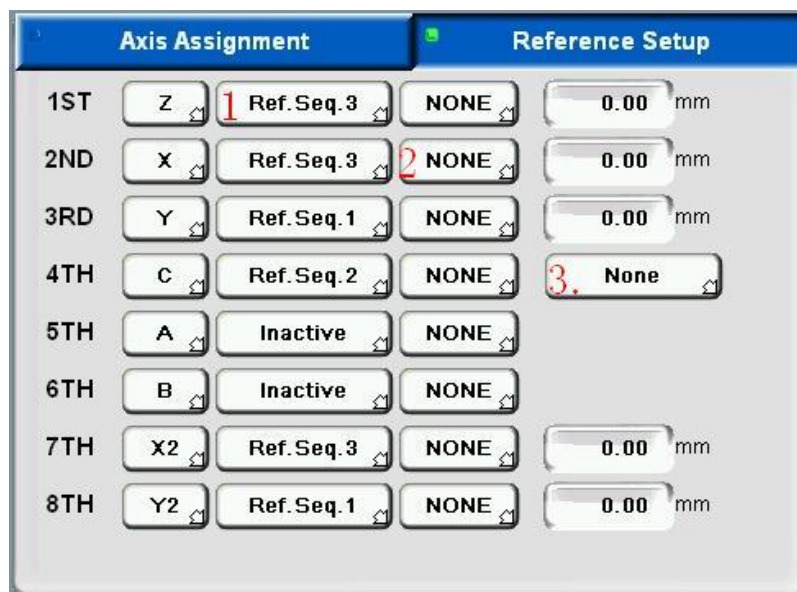 Axis Assignment Reference Setup
1ST Z 1 Ref.Seq.3 NONE 0.00 mm
2ND X Ref.Seq.3 2 NONE 0.00 mm
3RD Y Ref.Seq.1 NONE 0.00 mm
4TH C Ref.Seq.2 NONE 3. None
5TH A Inactive NONE
6TH B Inactive NONE
7TH X2 Ref.Seq.3 NONE 0.00 mm
8TH Y2 Ref.Seq.1 NONE 0.00 mm